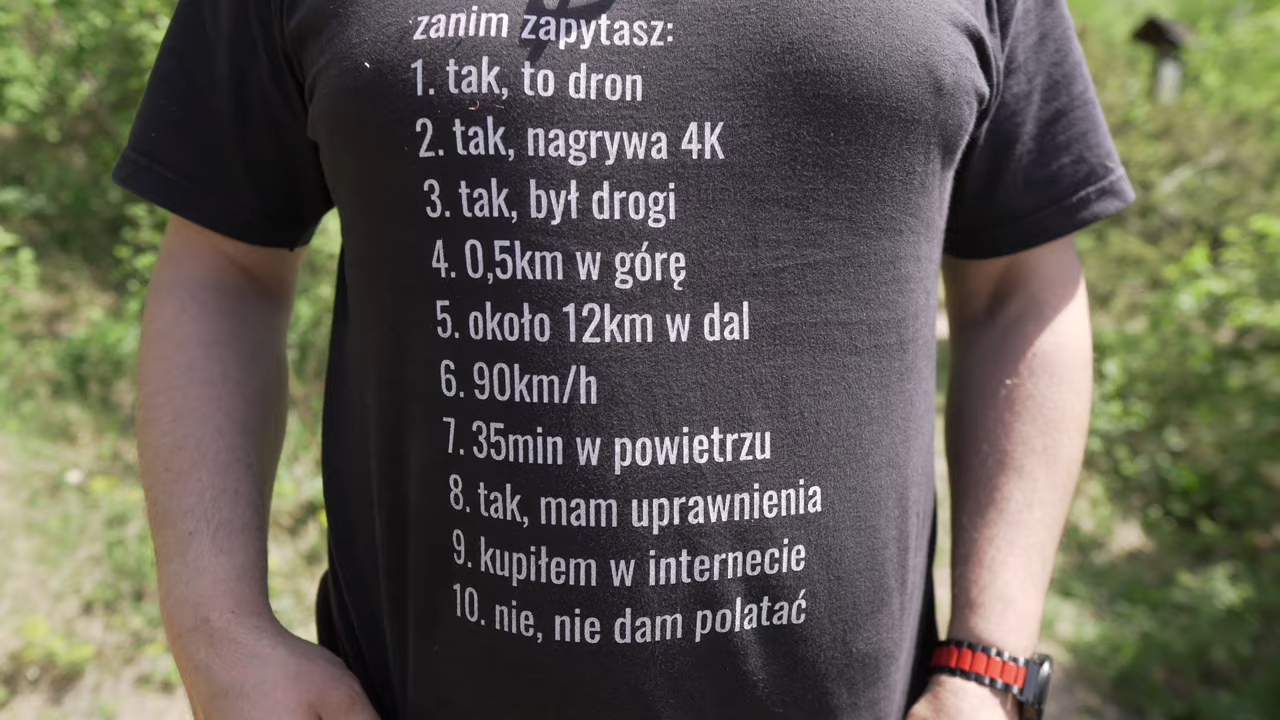 zanim zapytasz:
1. tak, to dron
2. tak, nagrywa 4K
3. tak, był drogi
4. 0,5km w górę
5. około 12km w dal
6. 90km/h
7. 35min w powietrzu
8. tak, mam uprawnienia
9. kupiłem w internecie
10. nie, nie dam polatać